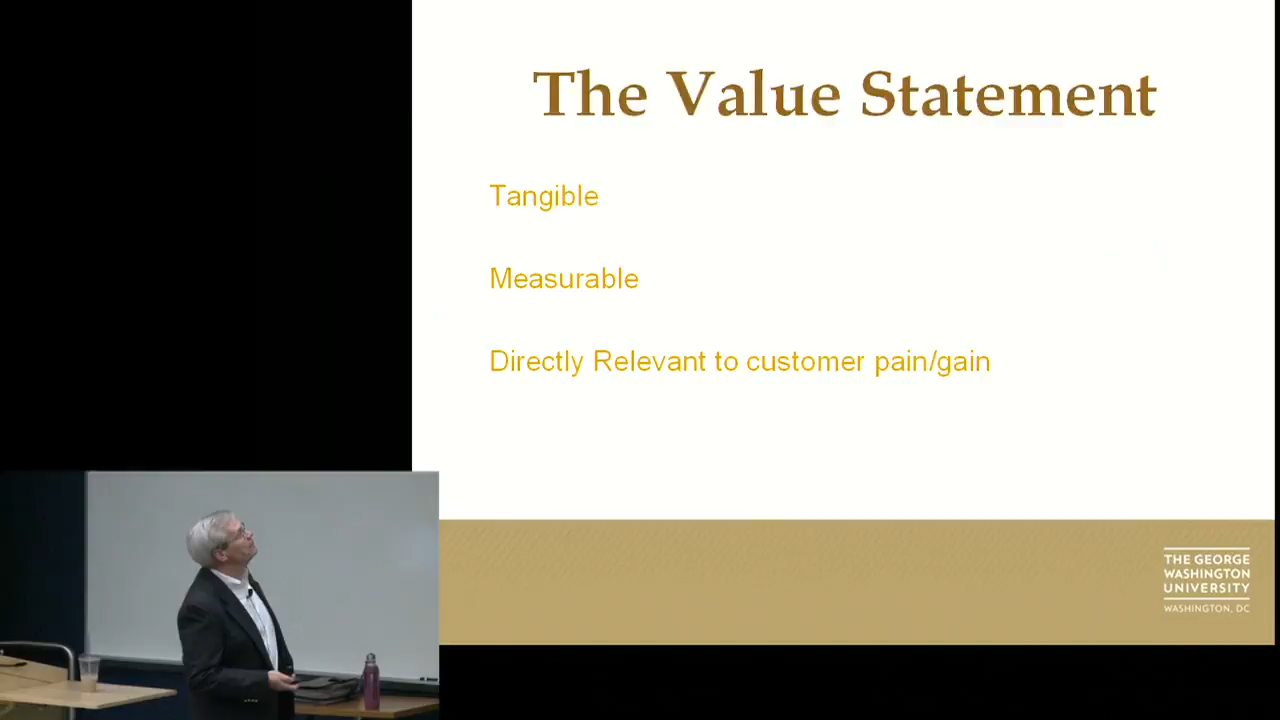 The Value Statement
Tangible
Measurable
Directly Relevant to customer pain/gain
THE GEORGE
WASHINGTON
UNIVERSITY
WASHINGTON, DC